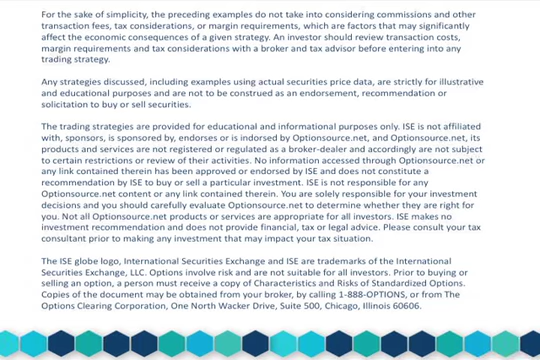 For the sake of simplicity, the preceding examples do not take into considering commissions and other
transaction fees, tax considerations, or margin requirements, which are factors that may significantly
affect the economic consequences of a given strategy. An investor should review transaction costs,
margin requirements and tax considerations with a broker and tax advisor before entering into any
trading strategy.
Any strategies discussed, including examples using actual securities price data, are strictly for illustrative
and educational purposes and are not to be construed as an endorsement, recommendation or
solicitation to buy or sell securities.
The trading strategies are provided for educational and informational purposes only. ISE is not affiliated
with, sponsors, is sponsored by, endorses or is indorsed by Optionsource.net, and Optionsource.net, its
products and services are not registered or regulated as a broker-dealer and accordingly are not subject
to certain restrictions or review of their activities. No information accessed through Optionsource.net or
any link contained therein has been approved or endorsed by ISE and does not constitute a
recommendation by ISE to buy or sell a particular investment. ISE is not responsible for any
Optionsource.net content or any link contained therein. You are solely responsible for your investment
decisions and you should carefully evaluate Optionsource.net to determine whether they are right for
you. Not all Optionsource.net products or services are appropriate for all investors. ISE makes no
investment recommendation and does not provide financial, tax or legal advice. Please consult your tax
consultant prior to making any investment that may impact your tax situation.
The ISE globe logo, International Securities Exchange and ISE are trademarks of the International
Securities Exchange, LLC. Options involve risk and are not suitable for all investors. Prior to buying or
selling an option, a person must receive a copy of Characteristics and Risks of Standardized Options.
Copies of the document may be obtained from your broker, by calling 1-888-OPTIONS, or from The
Options Clearing Corporation, One North Wacker Drive, Suite 500, Chicago, Illinois 60606.